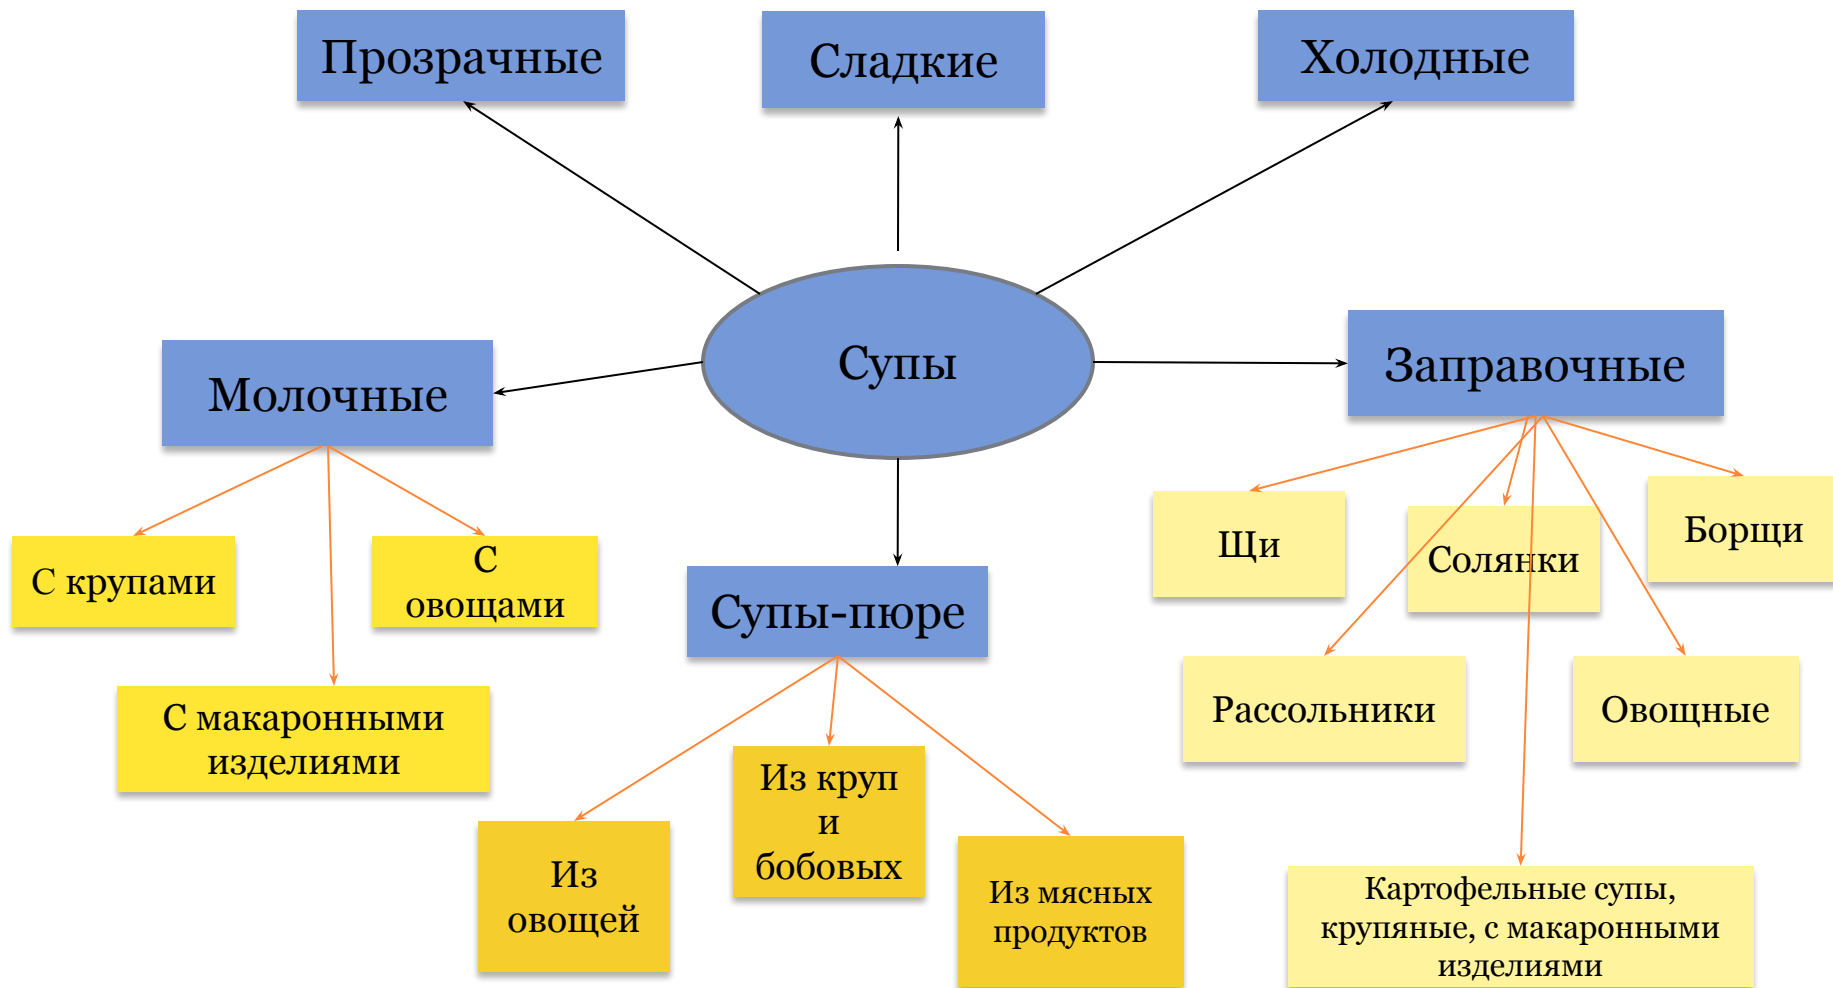 Прозрачные
Сладкие
Холодные
Супы
Молочные
Заправочные
С крупами
С
овощами
С макаронными
изделиями
Супы-пюре
Из
овощей
Из круп
и
бобовых
Из мясных
продуктов
Щи
Солянки
Борщи
Рассольники
Овощные
Картофельные супы,
крупяные, с макаронными
изделиями